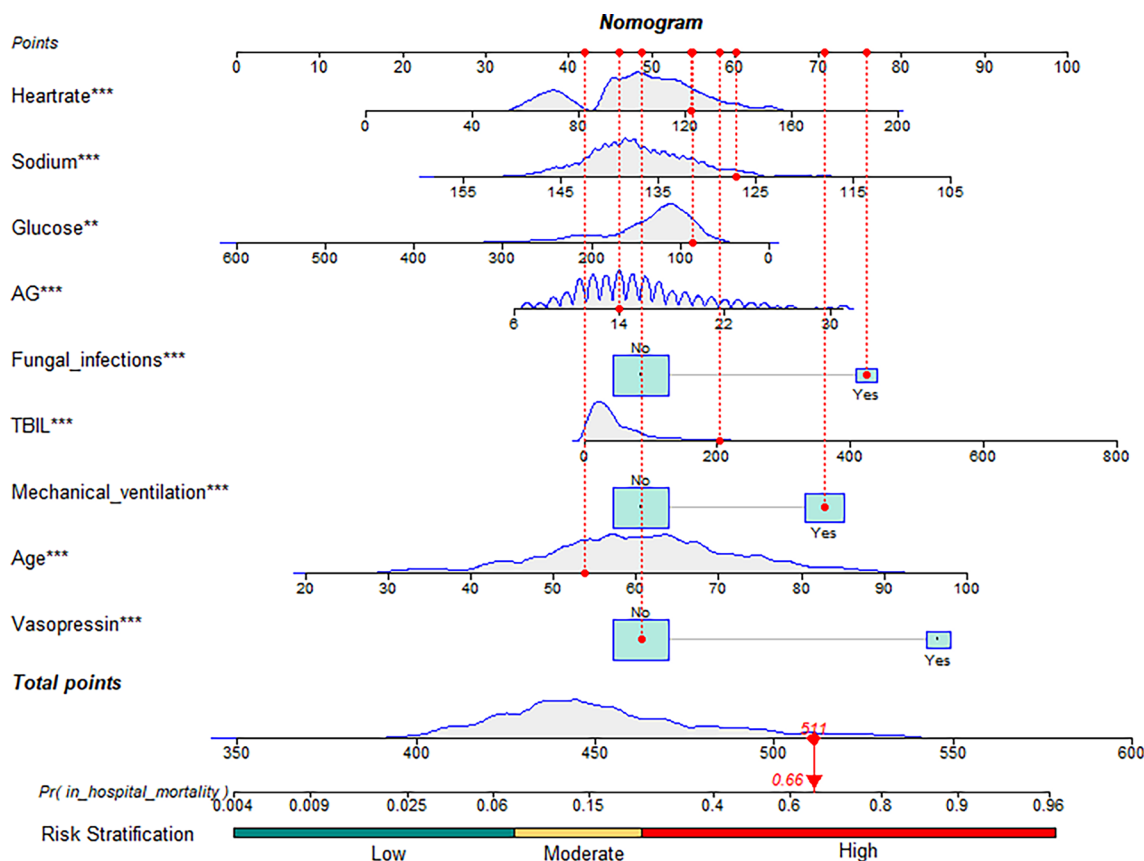 Nomogram
Points
0 10 20 30 40 50 60 70 80 90 100
Heartrate***
0 40 80 120 160 200
Sodium***
155 145 135 125 115 105
Glucose**
600 500 400 300 200 100 0
AG***
6 14 22 30
Fungal_infections***
No
Yes
TBIL***
0 200 400 600 800
Mechanical_ventilation***
No
Yes
Age***
20 30 40 50 60 70 80 90 100
Vasopressin***
No
Yes
Total points
511
350 400 450 500 550 600
0.66
Pr( in_hospital_mortality )
0.004 0.009 0.025 0.06 0.15 0.4 0.6 0.8 0.9 0.96
Risk Stratification
Low Moderate High